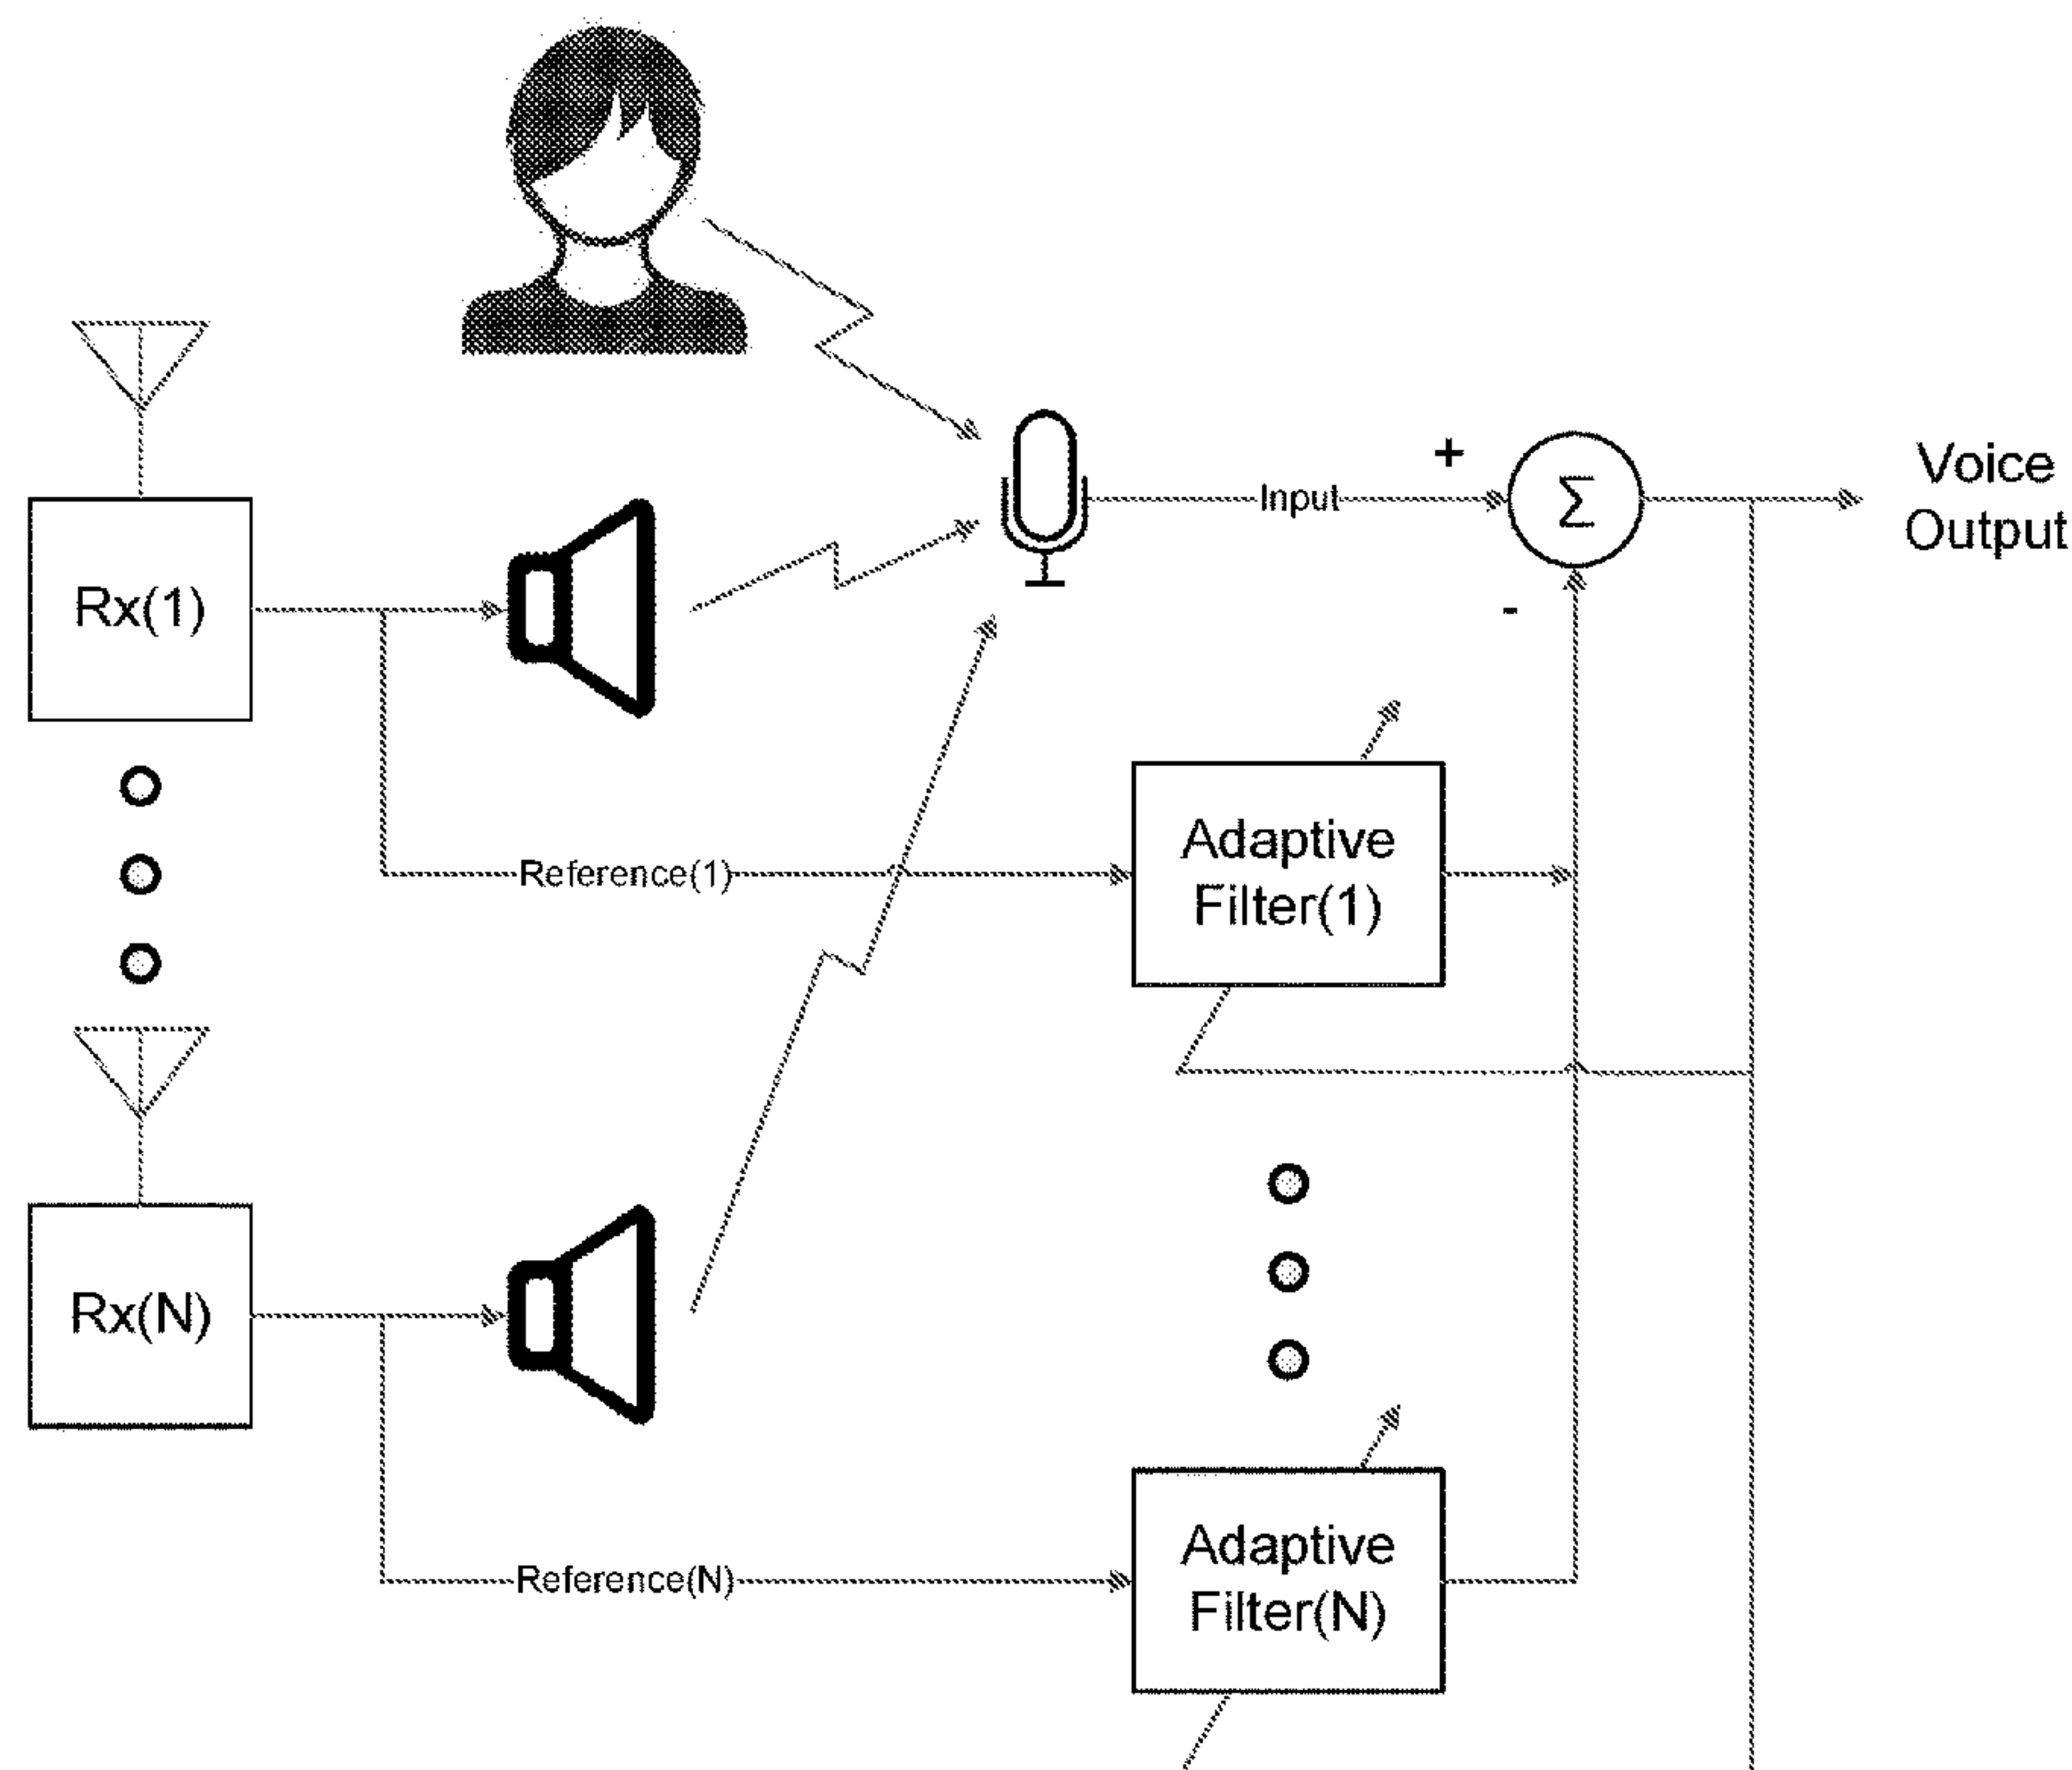 +
Input
Σ
Voice
Output
-
Rx(1)
Reference(1)
Adaptive
Filter(1)
Rx(N)
Reference(N)
Adaptive
Filter(N)